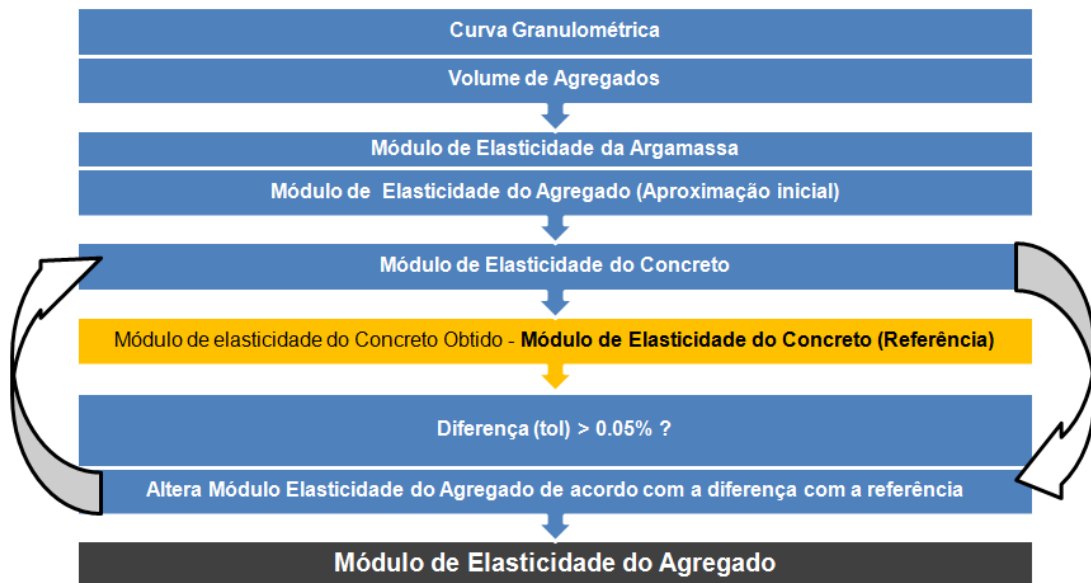 Curva Granulométrica
Volume de Agregados
Módulo de Elasticidade da Argamassa
Módulo de Elasticidade do Agregado (Aproximação inicial)
Módulo de Elasticidade do Concreto
Módulo de elasticidade do Concreto Obtido - Módulo de Elasticidade do Concreto (Referência)
Diferença (tol) > 0.05% ?
Altera Módulo Elasticidade do Agregado de acordo com a diferença com a referência
Módulo de Elasticidade do Agregado